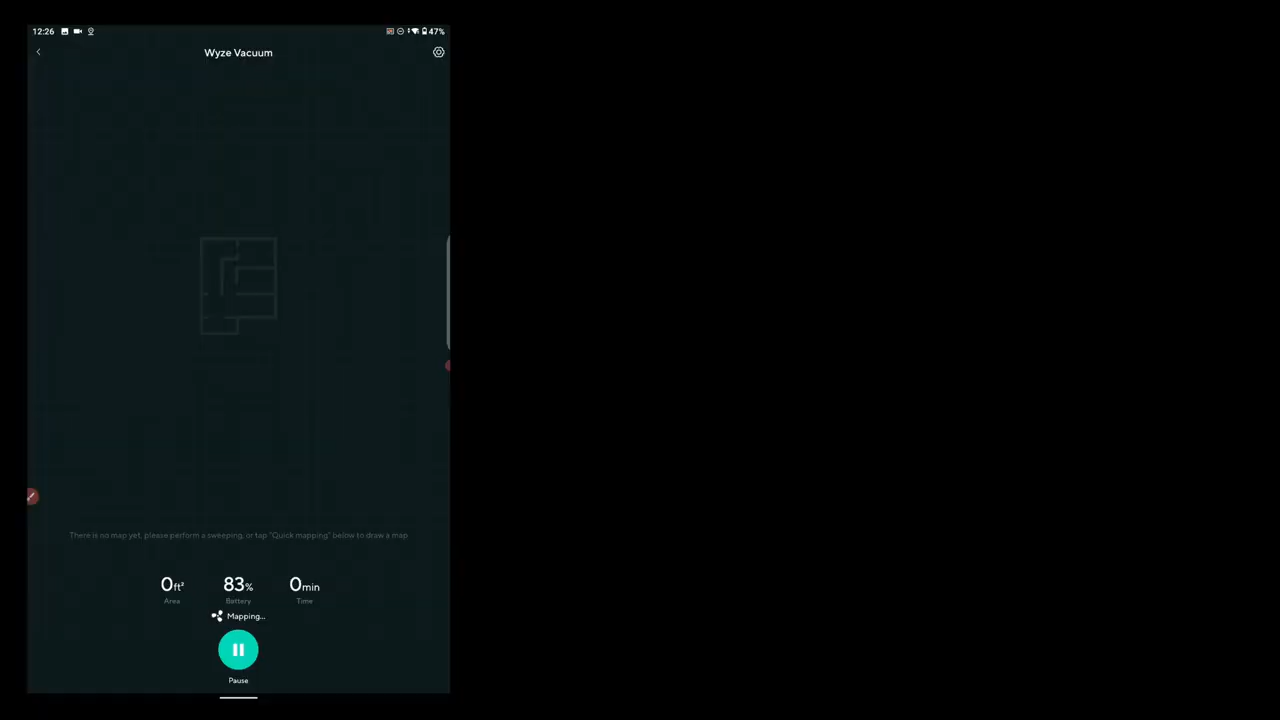 12:26 47%
Wyze Vacuum
There is no map yet, please perform a sweeping, or tap "Quick mapping" below to draw a map
0ft² 83% 0min
Area Battery Time
Mapping...
Pause